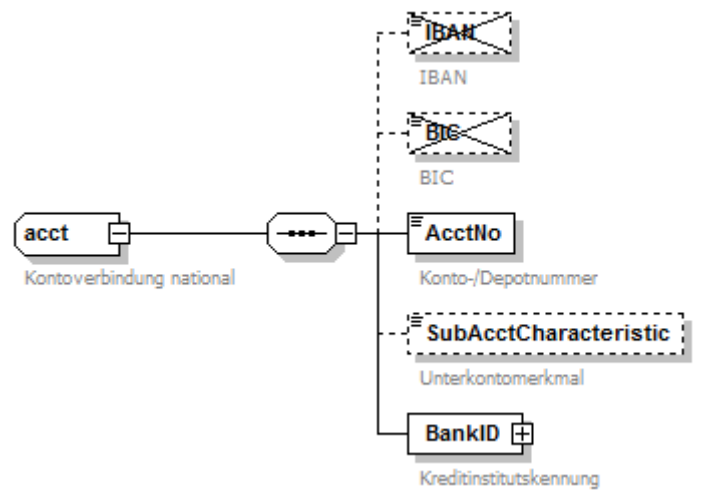 IBAN
IBAN
BIC
BIC
acct
Kontoverbindung national
AcctNo
Konto-/Depotnummer
SubAcctCharacteristic
Unterkontomerkmal
BankID
Kreditinstitutskennung